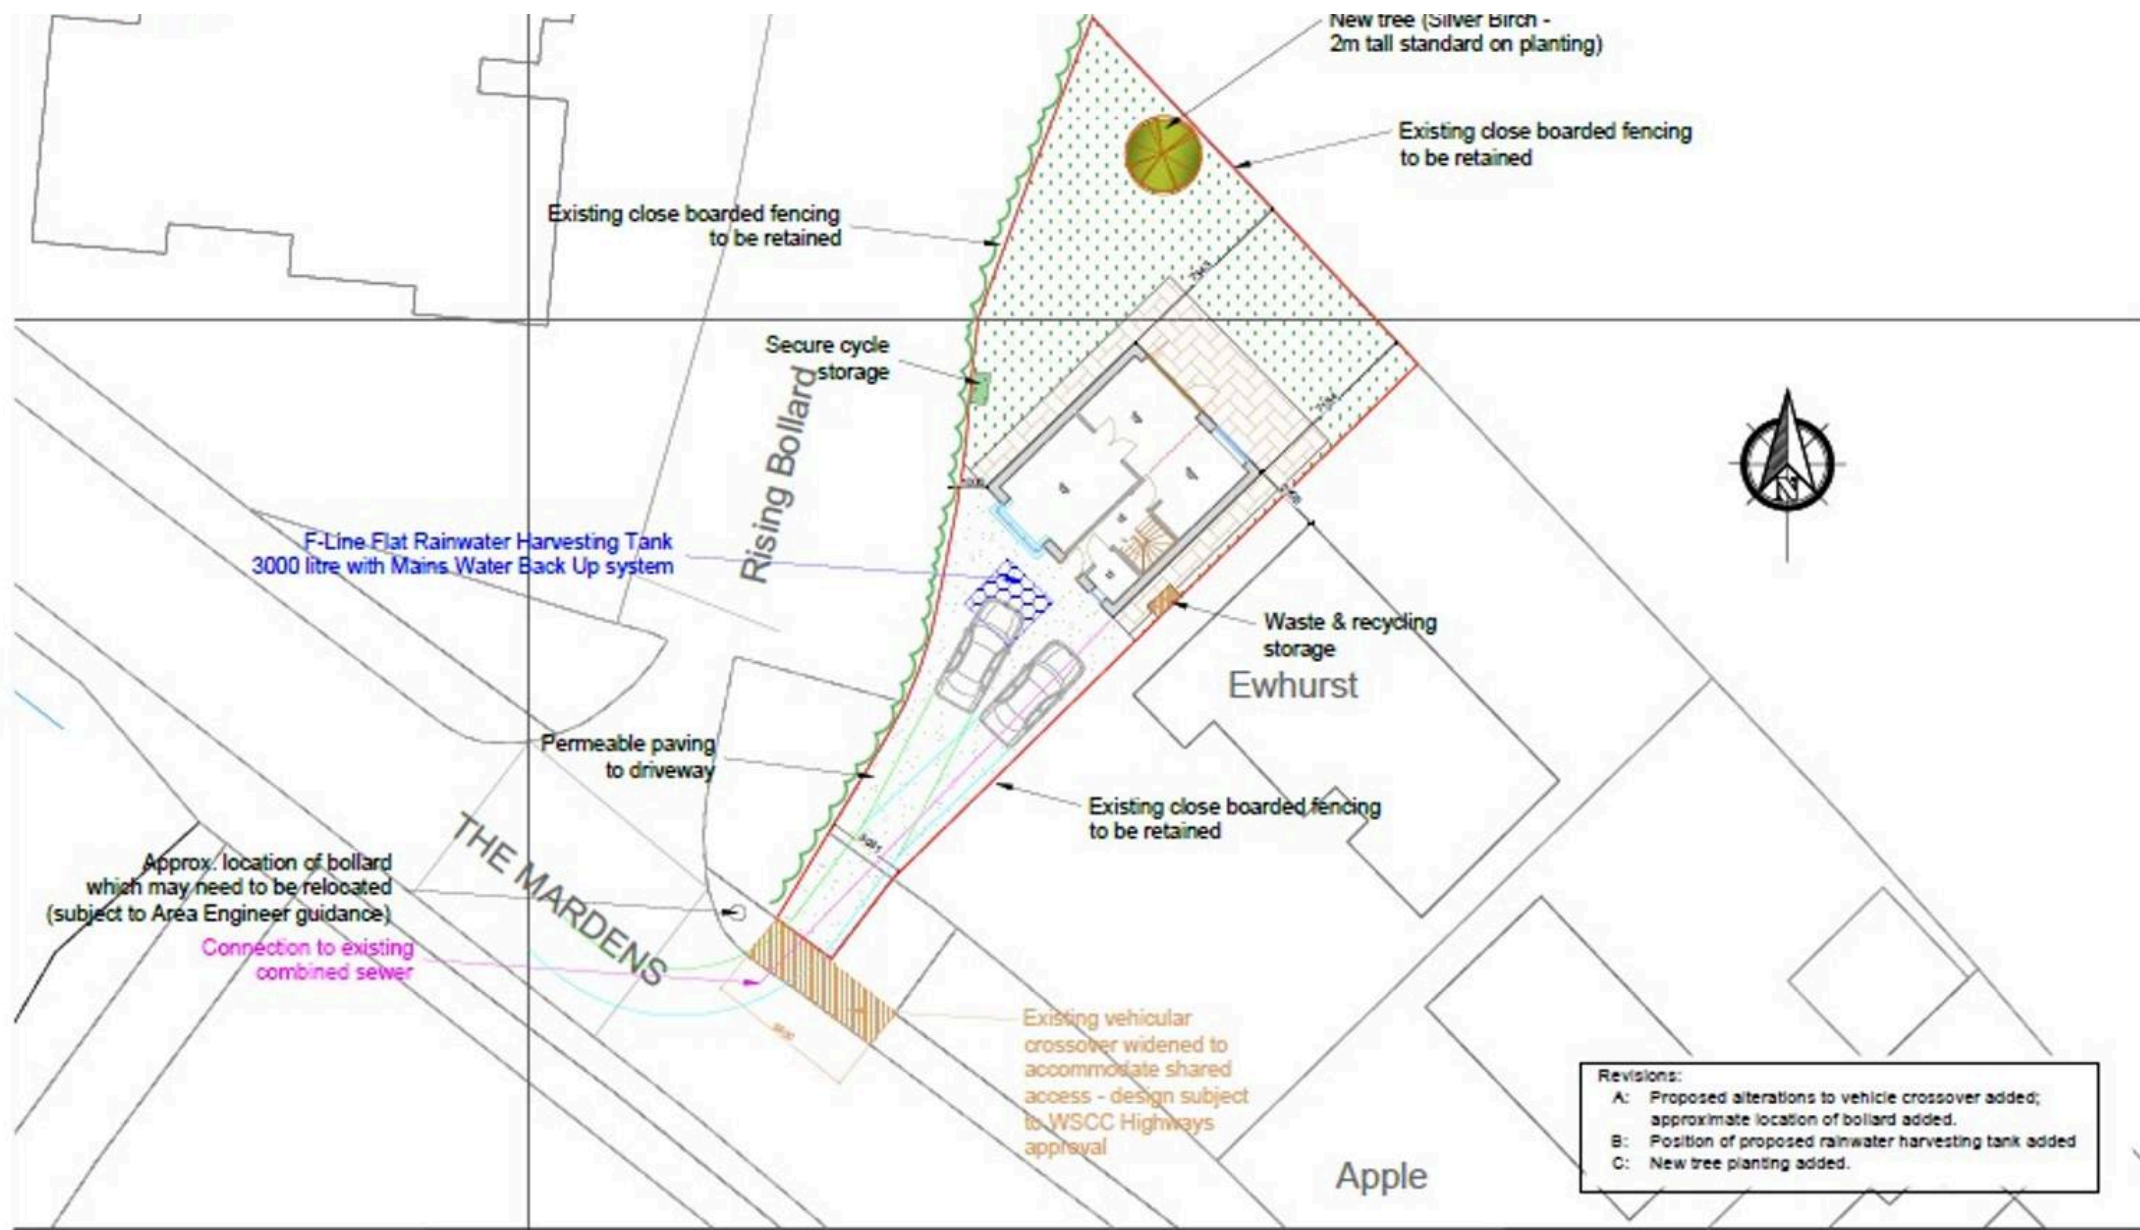 New tree (Silver Birch -
2m tall standard on planting)
Existing close boarded fencing
to be retained
Existing close boarded fencing
to be retained
Secure cycle
storage
Rising Bollard
N
F-Line Flat Rainwater Harvesting Tank
3000 litre with Mains Water Back Up system
Waste & recycling
storage
Ewhurst
Permeable paving
to driveway
Existing close boarded fencing
to be retained
THE MARDENS
Approx. location of bollard
which may need to be relocated
(subject to Area Engineer guidance)
Connection to existing
combined sewer
Existing vehicular
crossover widened to
accommodate shared
access - design subject
to WSCC Highways
approval
Apple
Revisions:
A: Proposed alterations to vehicle crossover added;
approximate location of bollard added.
B: Position of proposed rainwater harvesting tank added
C: New tree planting added.